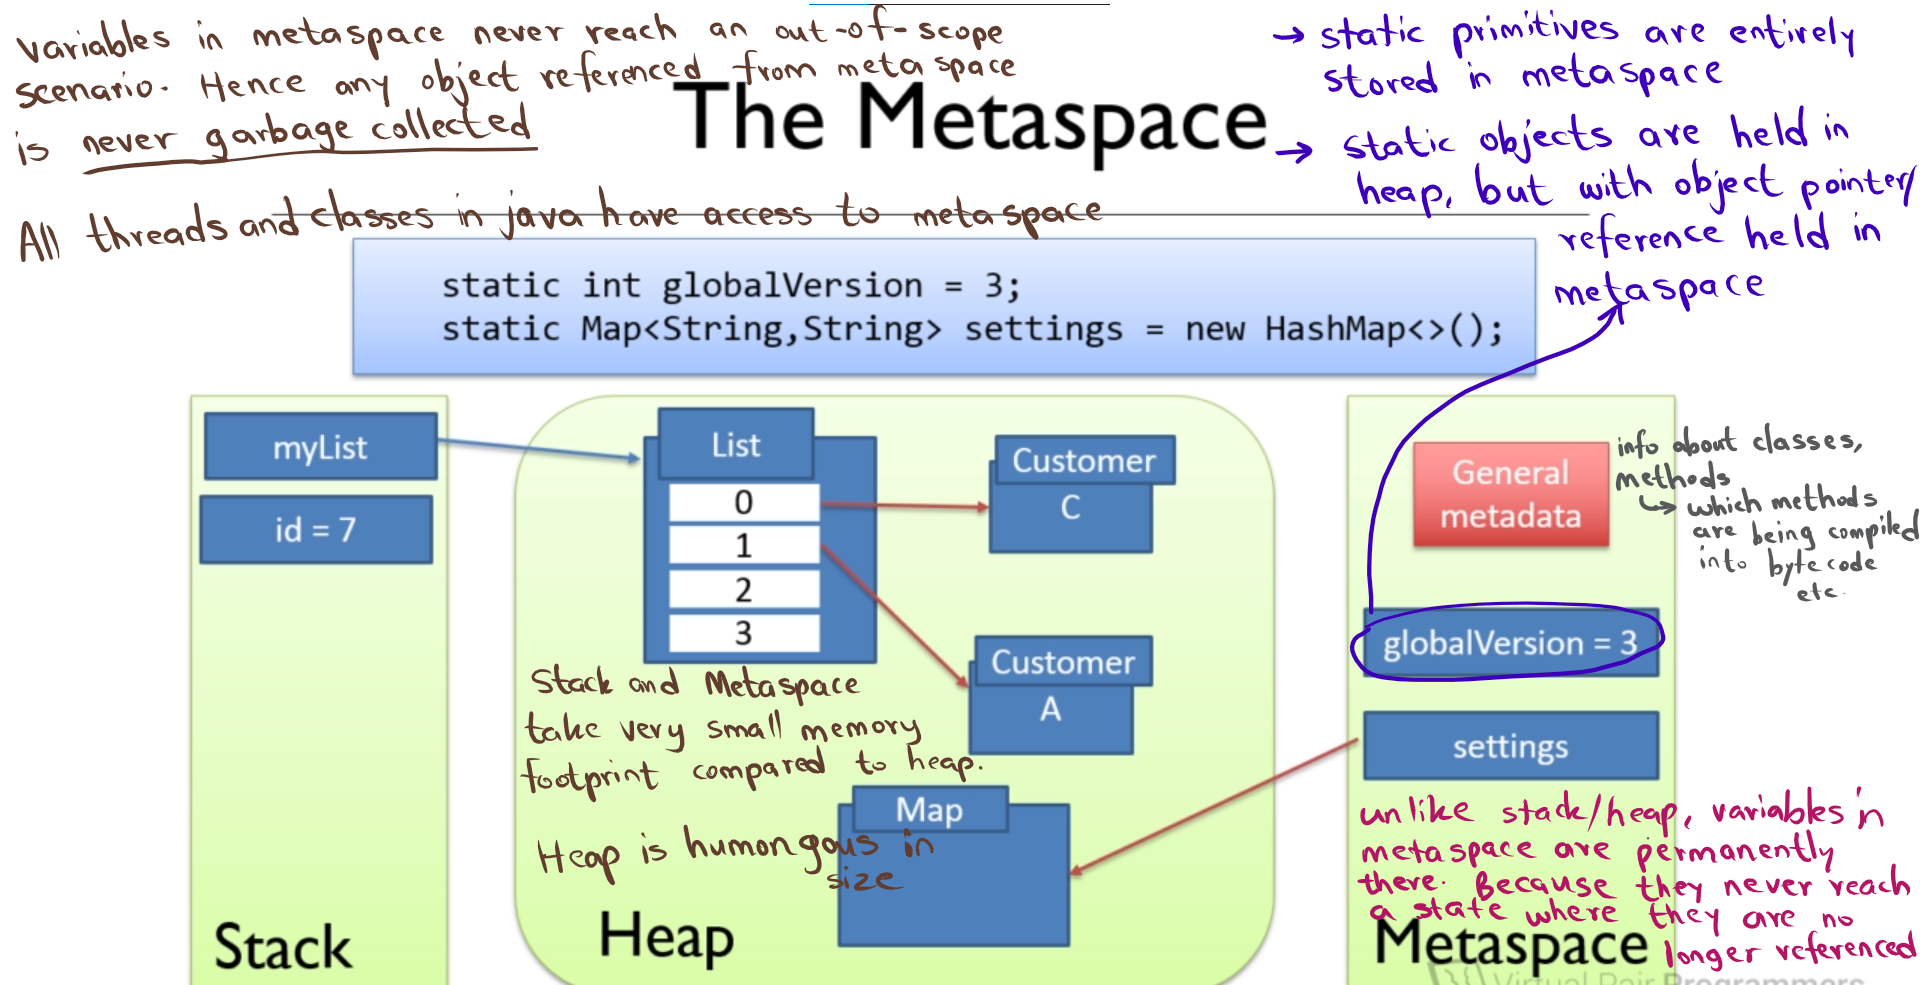 variables in metaspace never reach an out-of-scope
scenario. Hence any object referenced from metaspace
is never garbage collected
All threads and classes in java have access to metaspace
The Metaspace
→ static primitives are entirely
stored in metaspace
→ static objects are held in
heap, but with object pointer/
reference held in
metaspace
static int globalVersion = 3;
static Map<String,String> settings = new HashMap<>();
myList
id = 7
Stack
List
0
1
2
3
Customer
C
Customer
A
Stack and Metaspace
take very small memory
footprint compared to heap.
Map
Heap is humongous in
size
Heap
General
metadata
info about classes,
methods
↳ which methods
are being compiled
into bytecode
etc.
globalVersion = 3
settings
unlike stack/heap, variables in
metaspace are permanently
there. Because they never reach
a state where they are no
longer referenced
Metaspace
Virtual Pair Programmers